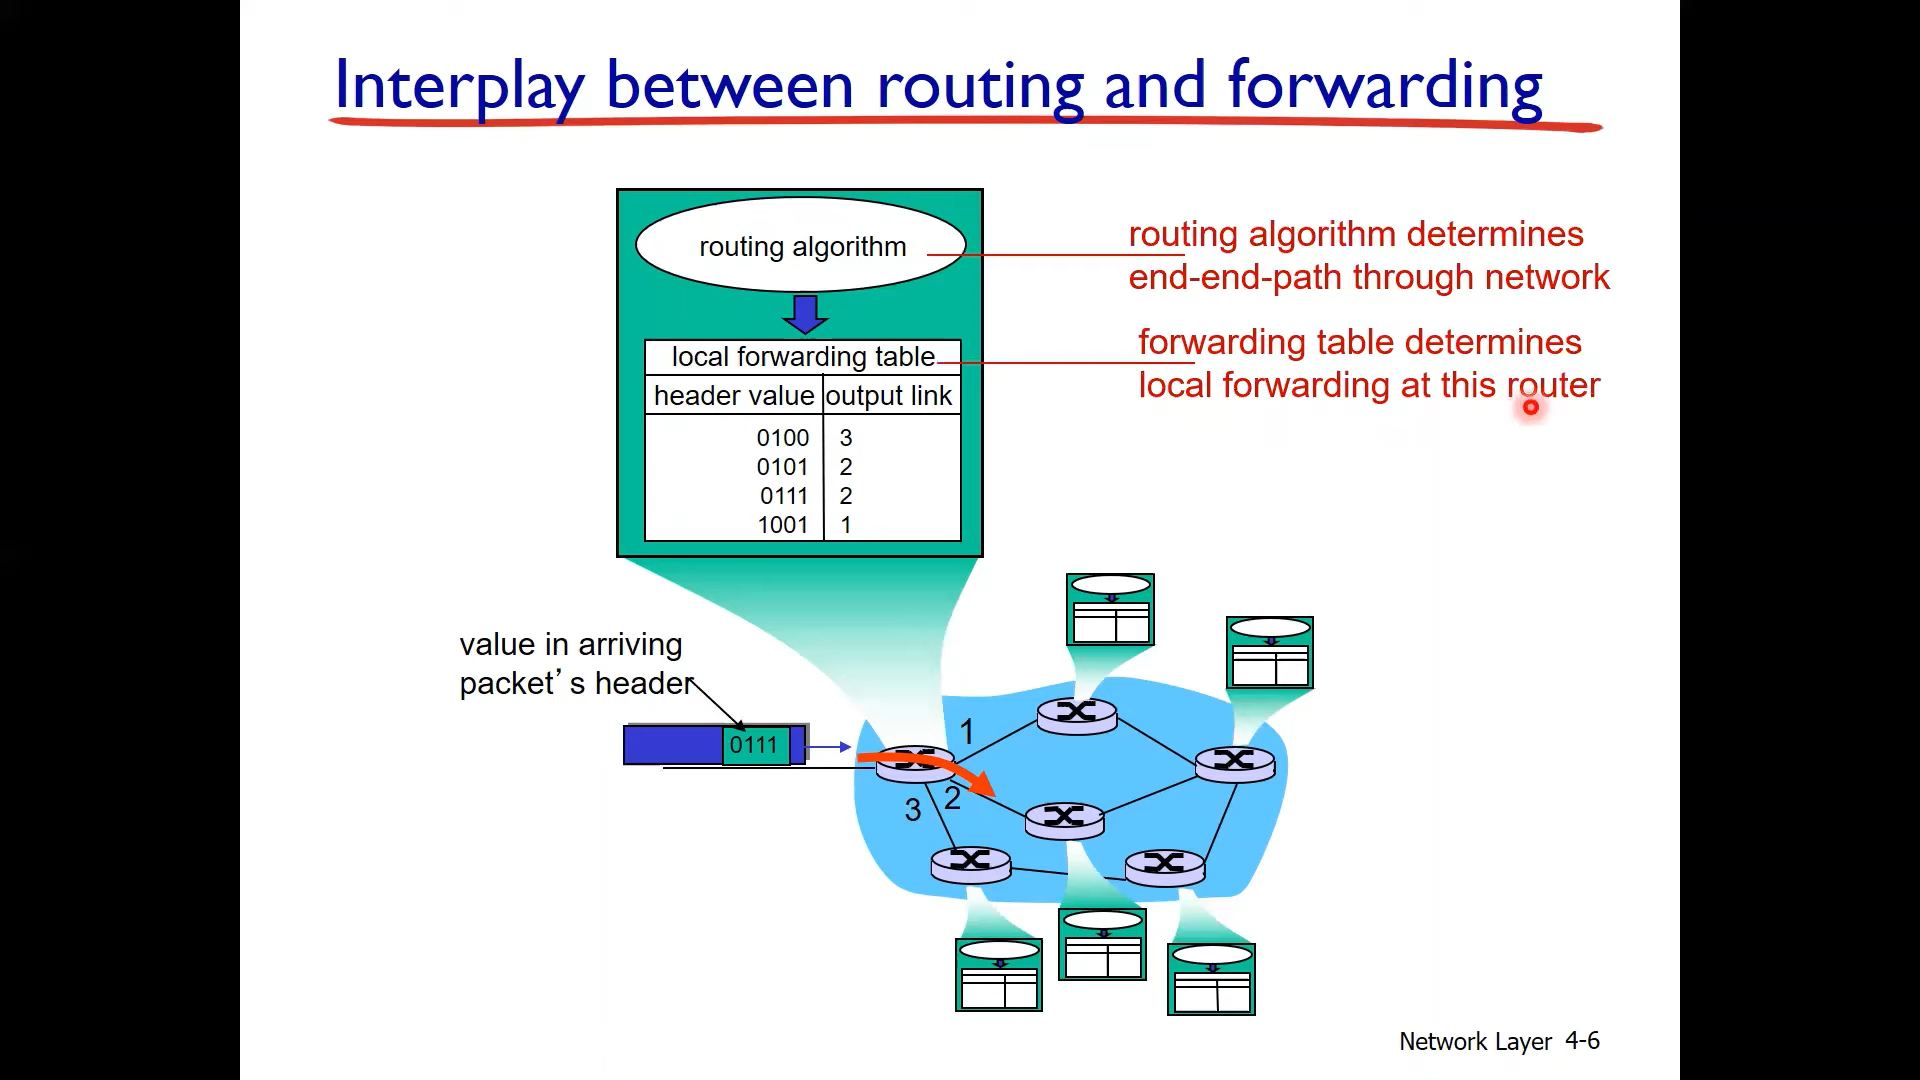 Interplay between routing and forwarding
routing algorithm
routing algorithm determines
end-end-path through network
local forwarding table
forwarding table determines
local forwarding at this router
header value output link
0100 3
0101 2
0111 2
1001 1
value in arriving
packet’s header
0111
1
2
3
Network Layer 4-6